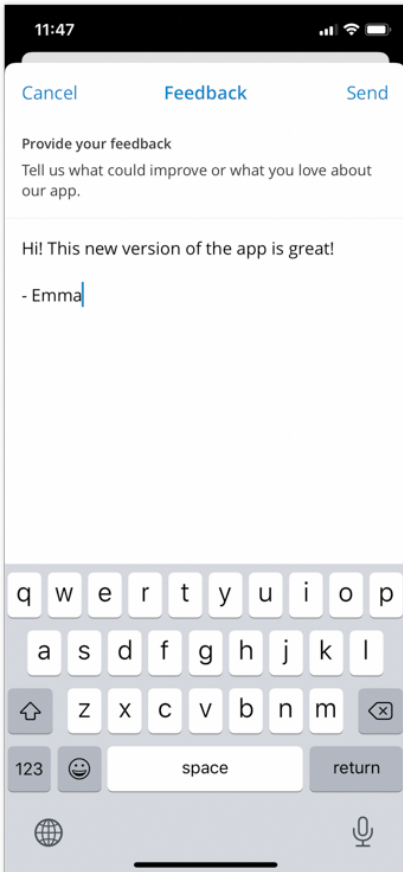 11:47
Cancel Feedback Send
Provide your feedback
Tell us what could improve or what you love about
our app.
Hi! This new version of the app is great!
- Emma
q w e r t y u i o p
a s d f g h j k l
z x c v b n m
123 space return